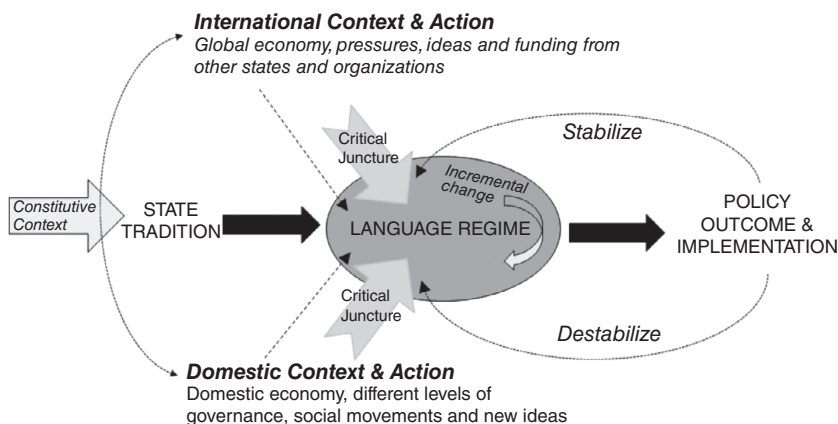 International Context & Action
Global economy, pressures, ideas and funding from
other states and organizations
Critical
Juncture
Stabilize
Incremental
change
Constitutive
Context
STATE
TRADITION
LANGUAGE REGIME
POLICY
OUTCOME &
IMPLEMENTATION
Critical
Juncture
Destabilize
Domestic Context & Action
Domestic economy, different levels of
governance, social movements and new ideas